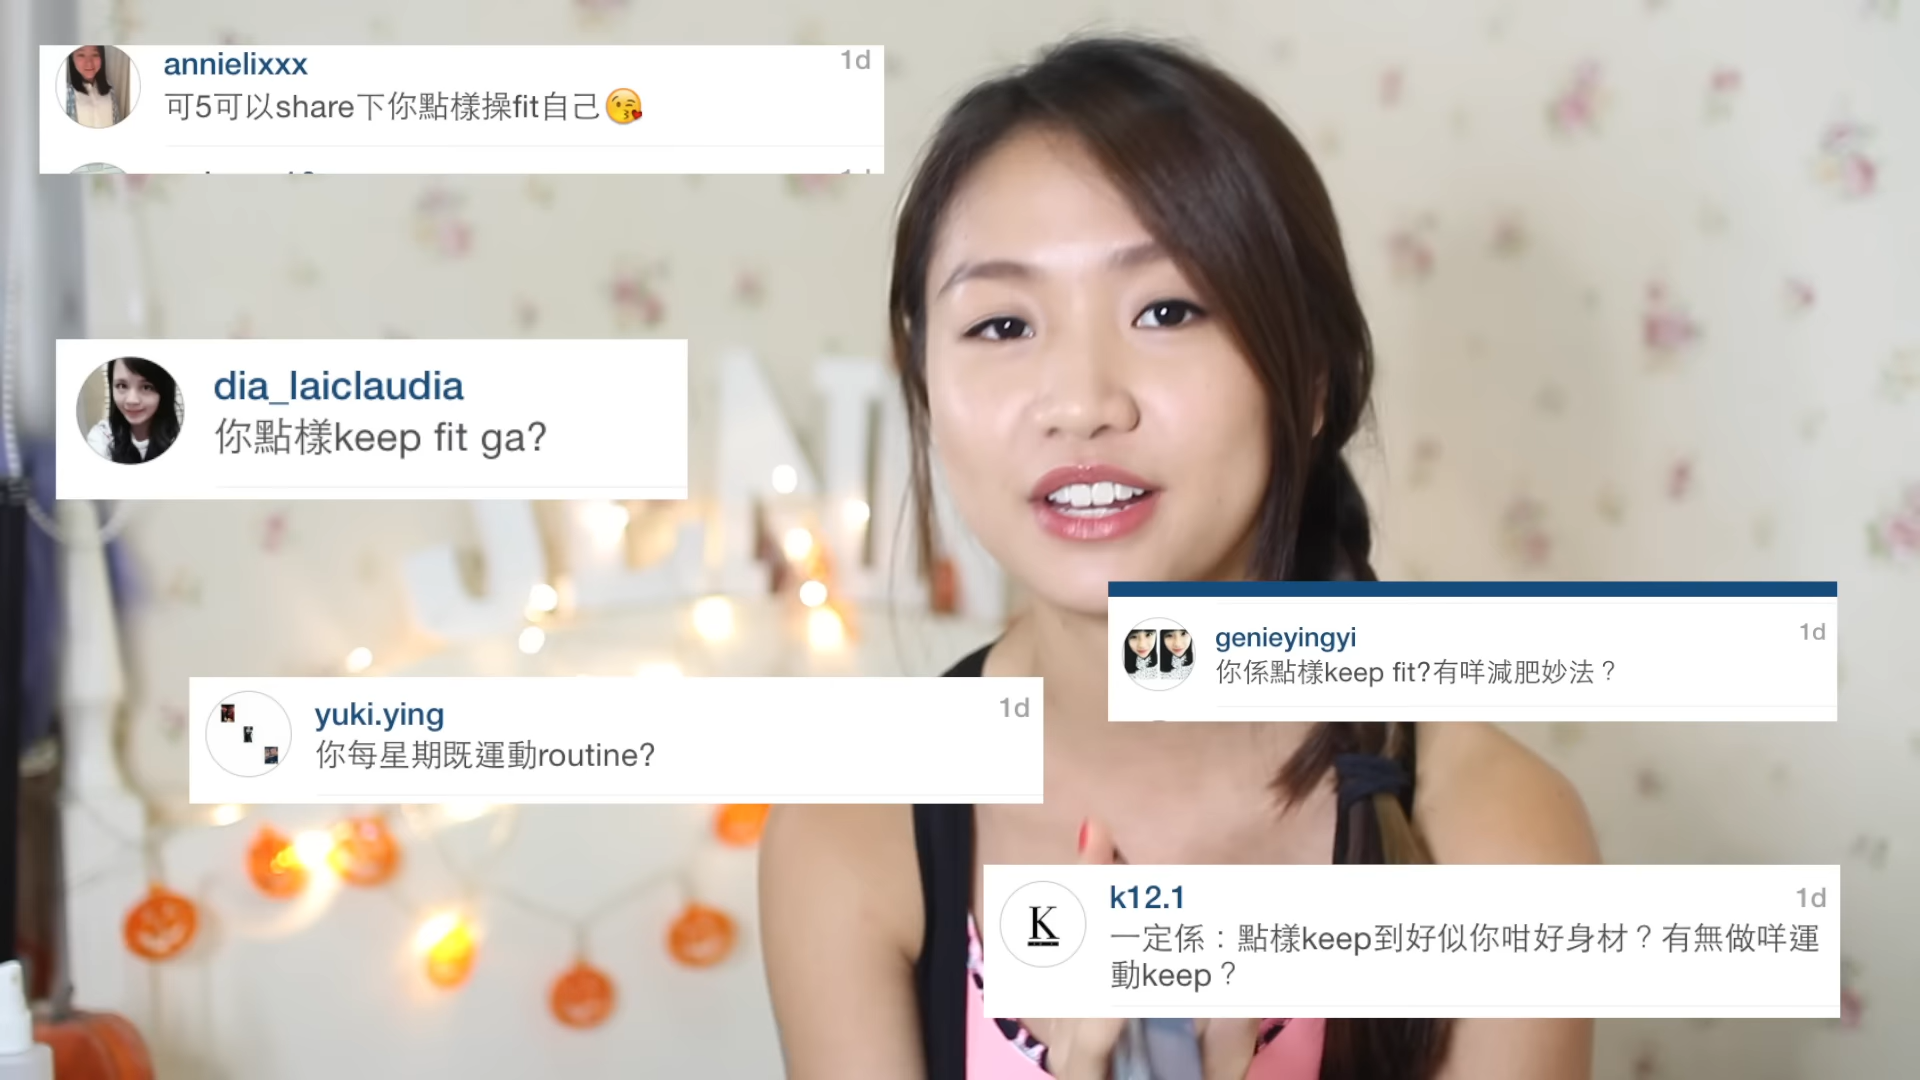 annielixxx
1d
可5可以share下你點樣操fit自己😘
dia_laiclaudia
你點樣keep fit ga?
JENN
genieyingyi
1d
你係點樣keep fit?有咩減肥妙法？
yuki.ying
1d
你每星期既運動routine?
k12.1
1d
K
一定係：點樣keep到好似你咁好身材？有無做咩運
動keep？